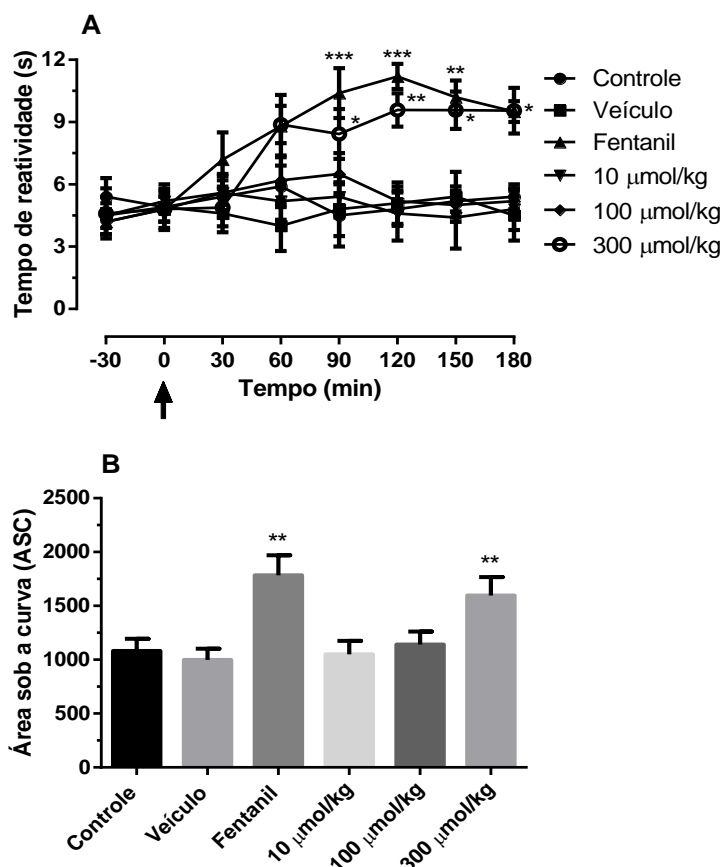 A
Tempo de reatividade (s)
12
9
6
3
0
***
***
**
*
**
*
*
Controle
Veículo
Fentanil
10 μmol/kg
100 μmol/kg
300 μmol/kg
-30 0 30 60 90 120 150 180
Tempo (min)
B
Área sob a curva (ASC)
2500
2000
1500
1000
500
0
**
**
Controle
Veículo
Fentanil
10 μmol/kg
100 μmol/kg
300 μmol/kg